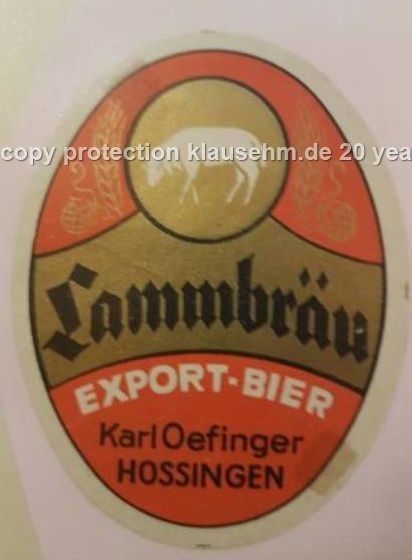 copy protection klausehm.de 20 yea
Lammbräu
EXPORT-BIER
Karl Oefinger
HOSSINGEN